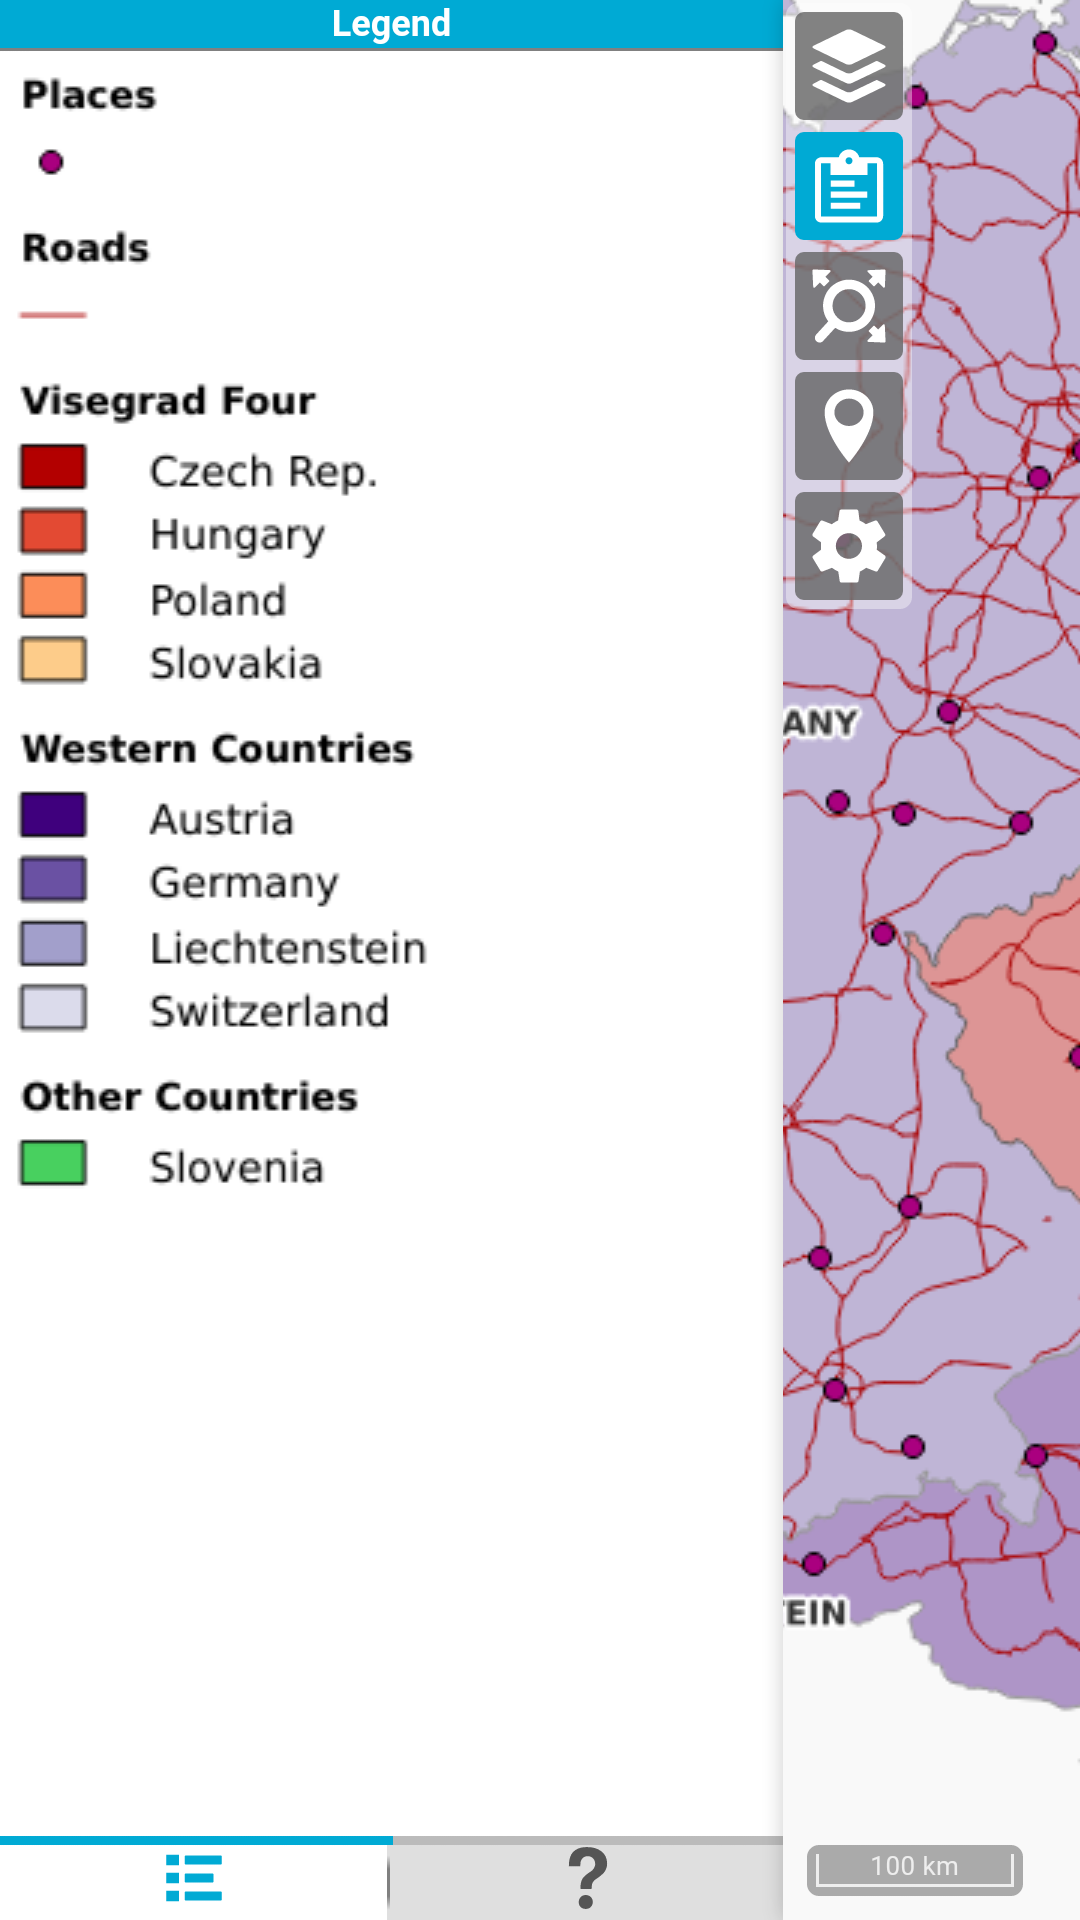 Legend
Places
Roads
Visegrad Four
Czech Rep.
Hungary
Poland
Slovakia
Western Countries
Austria
Germany
Liechtenstein
Switzerland
Other Countries
Slovenia
ANY
EIN
100 km
?